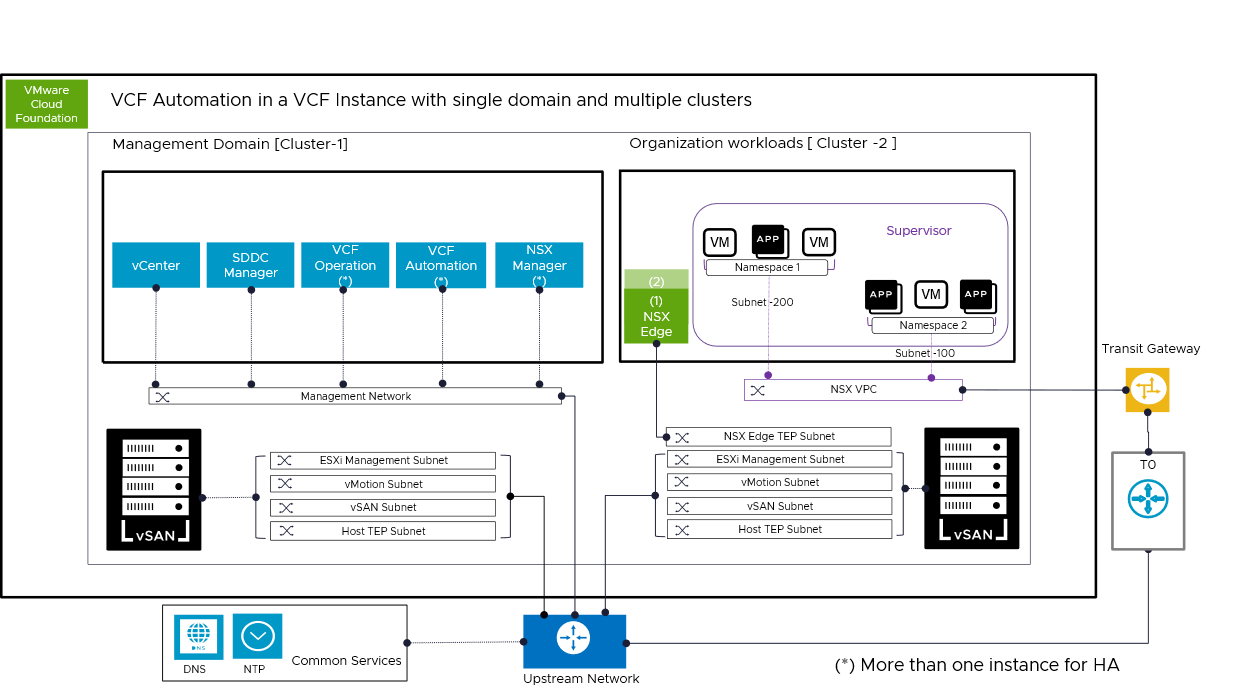 VMware
Cloud
Foundation
VCF Automation in a VCF Instance with single domain and multiple clusters
Management Domain [Cluster-1]
Organization workloads [ Cluster -2 ]
vCenter
SDDC
Manager
VCF
Operation
(*)
VCF
Automation
(*)
NSX
Manager
(*)
Management Network
(2)
(1)
NSX
Edge
Supervisor
VM
APP
VM
Namespace 1
Subnet -200
APP
VM
APP
Namespace 2
Subnet -100
NSX VPC
Transit Gateway
T0
vSAN
ESXi Management Subnet
vMotion Subnet
vSAN Subnet
Host TEP Subnet
NSX Edge TEP Subnet
ESXi Management Subnet
vMotion Subnet
vSAN Subnet
Host TEP Subnet
vSAN
DNS
DNS
NTP
Common Services
Upstream Network
(*) More than one instance for HA